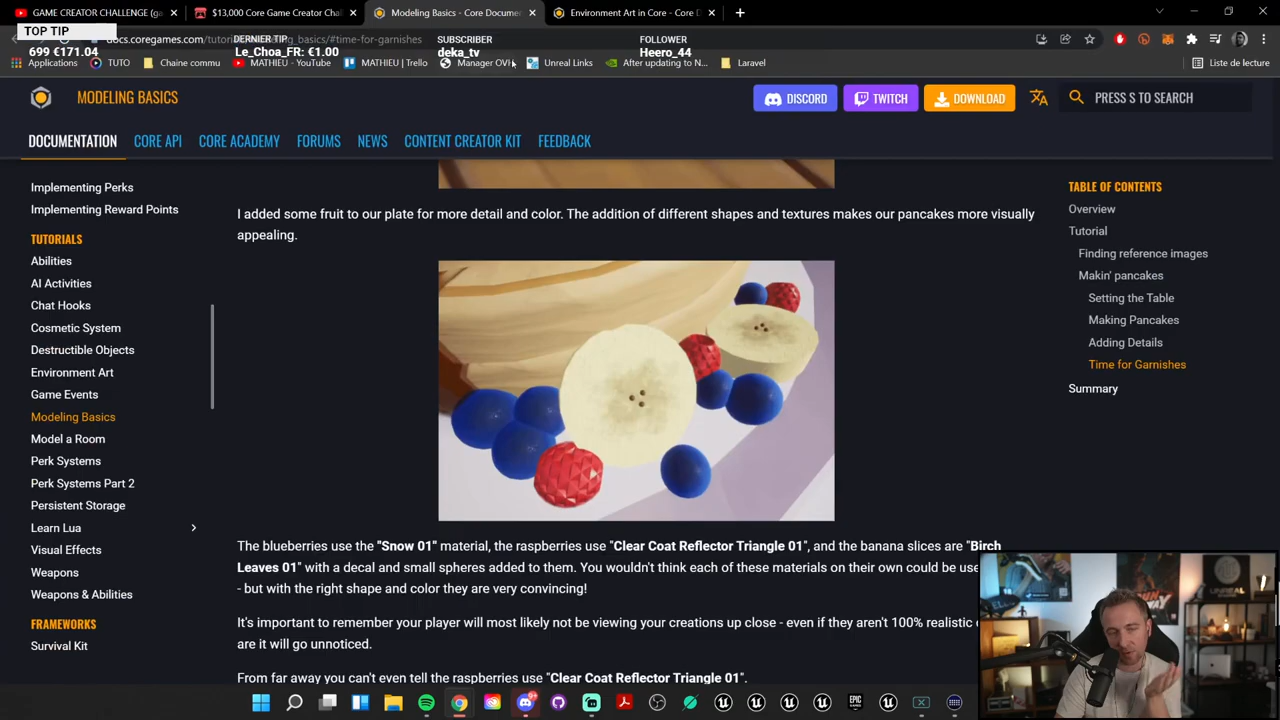 GAME CREATOR CHALLENGE (ga
$13,000 Core Game Creator Chal
Modeling Basics - Core Documen
Environment Art in Core - Core D
TOP TIP
699 €171.04
docs.coregames.com/tutorials/modeling_basics/#time-for-garnishes
DERNIER TIP
Le_Choa_FR: €1.00
SUBSCRIBER
deka_tv
FOLLOWER
Heero_44
Applications
TUTO
Chaine commu
MATHIEU - YouTube
MATHIEU | Trello
Manager OVH
Unreal Links
After updating to N...
Laravel
Liste de lecture
MODELING BASICS
DISCORD
TWITCH
DOWNLOAD
PRESS S TO SEARCH
DOCUMENTATION
CORE API
CORE ACADEMY
FORUMS
NEWS
CONTENT CREATOR KIT
FEEDBACK
Implementing Perks
Implementing Reward Points
TUTORIALS
Abilities
AI Activities
Chat Hooks
Cosmetic System
Destructible Objects
Environment Art
Game Events
Modeling Basics
Model a Room
Perk Systems
Perk Systems Part 2
Persistent Storage
Learn Lua
Visual Effects
Weapons
Weapons & Abilities
FRAMEWORKS
Survival Kit
I added some fruit to our plate for more detail and color. The addition of different shapes and textures makes our pancakes more visually
appealing.
The blueberries use the "Snow 01" material, the raspberries use "Clear Coat Reflector Triangle 01", and the banana slices are "Birch
Leaves 01" with a decal and small spheres added to them. You wouldn't think each of these materials on their own could be use
- but with the right shape and color they are very convincing!
It's important to remember your player will most likely not be viewing your creations up close - even if they aren't 100% realistic
are it will go unnoticed.
From far away you can't even tell the raspberries use "Clear Coat Reflector Triangle 01".
TABLE OF CONTENTS
Overview
Tutorial
Finding reference images
Makin' pancakes
Setting the Table
Making Pancakes
Adding Details
Time for Garnishes
Summary